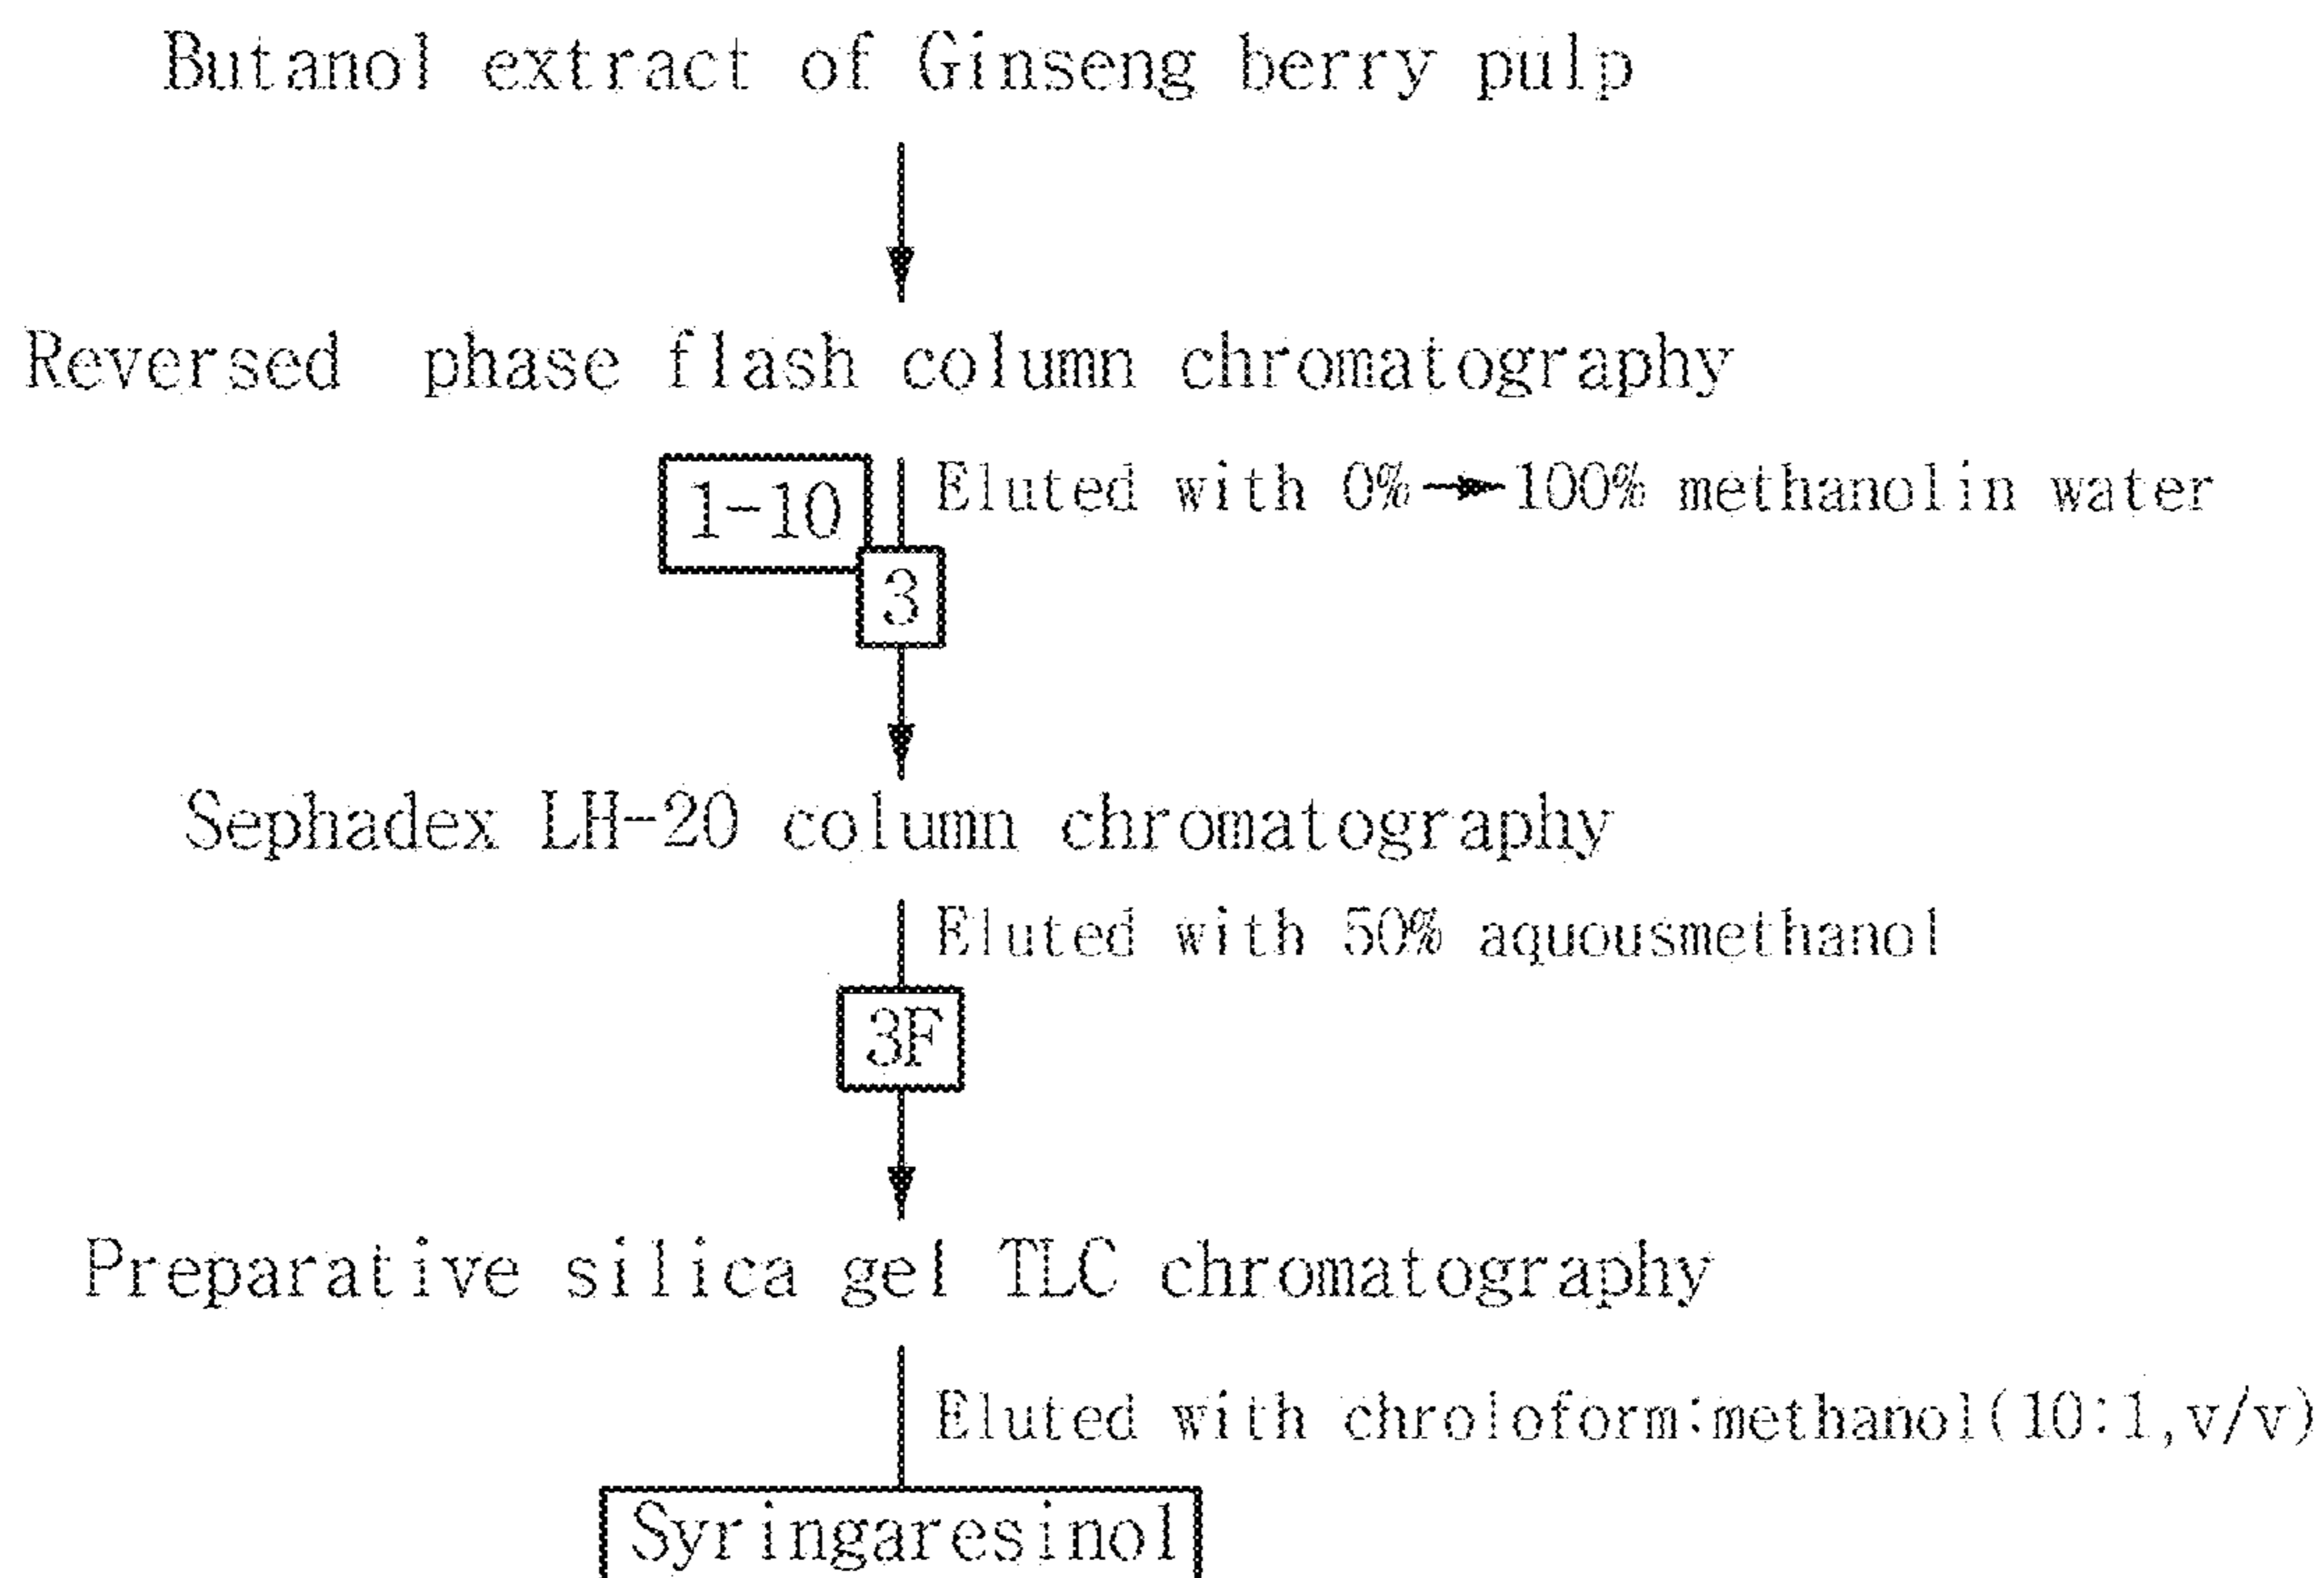 Butanol extract of Ginseng berry pulp
Reversed phase flash column chromatography
1-10
Eluted with 0%→100% methanolin water
3
Sephadex LH-20 column chromatography
Eluted with 50% aquousmethanol
3F
Preparative silica gel TLC chromatography
Eluted with chroloform:methanol(10:1,v/v)
Syringaresinol